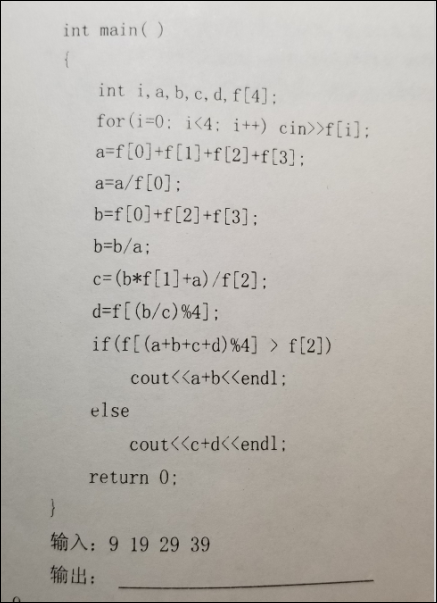 int main( )
{
int i,a,b,c,d,f[4];
for(i=0; i<4; i++) cin>>f[i];
a=f[0]+f[1]+f[2]+f[3];
a=a/f[0];
b=f[0]+f[2]+f[3];
b=b/a;
c=(b*f[1]+a)/f[2];
d=f[(b/c)%4];
if(f[(a+b+c+d)%4] > f[2])
cout<<a+b<<endl;
else
cout<<c+d<<endl;
return 0;
}
输入: 9 19 29 39
输出: